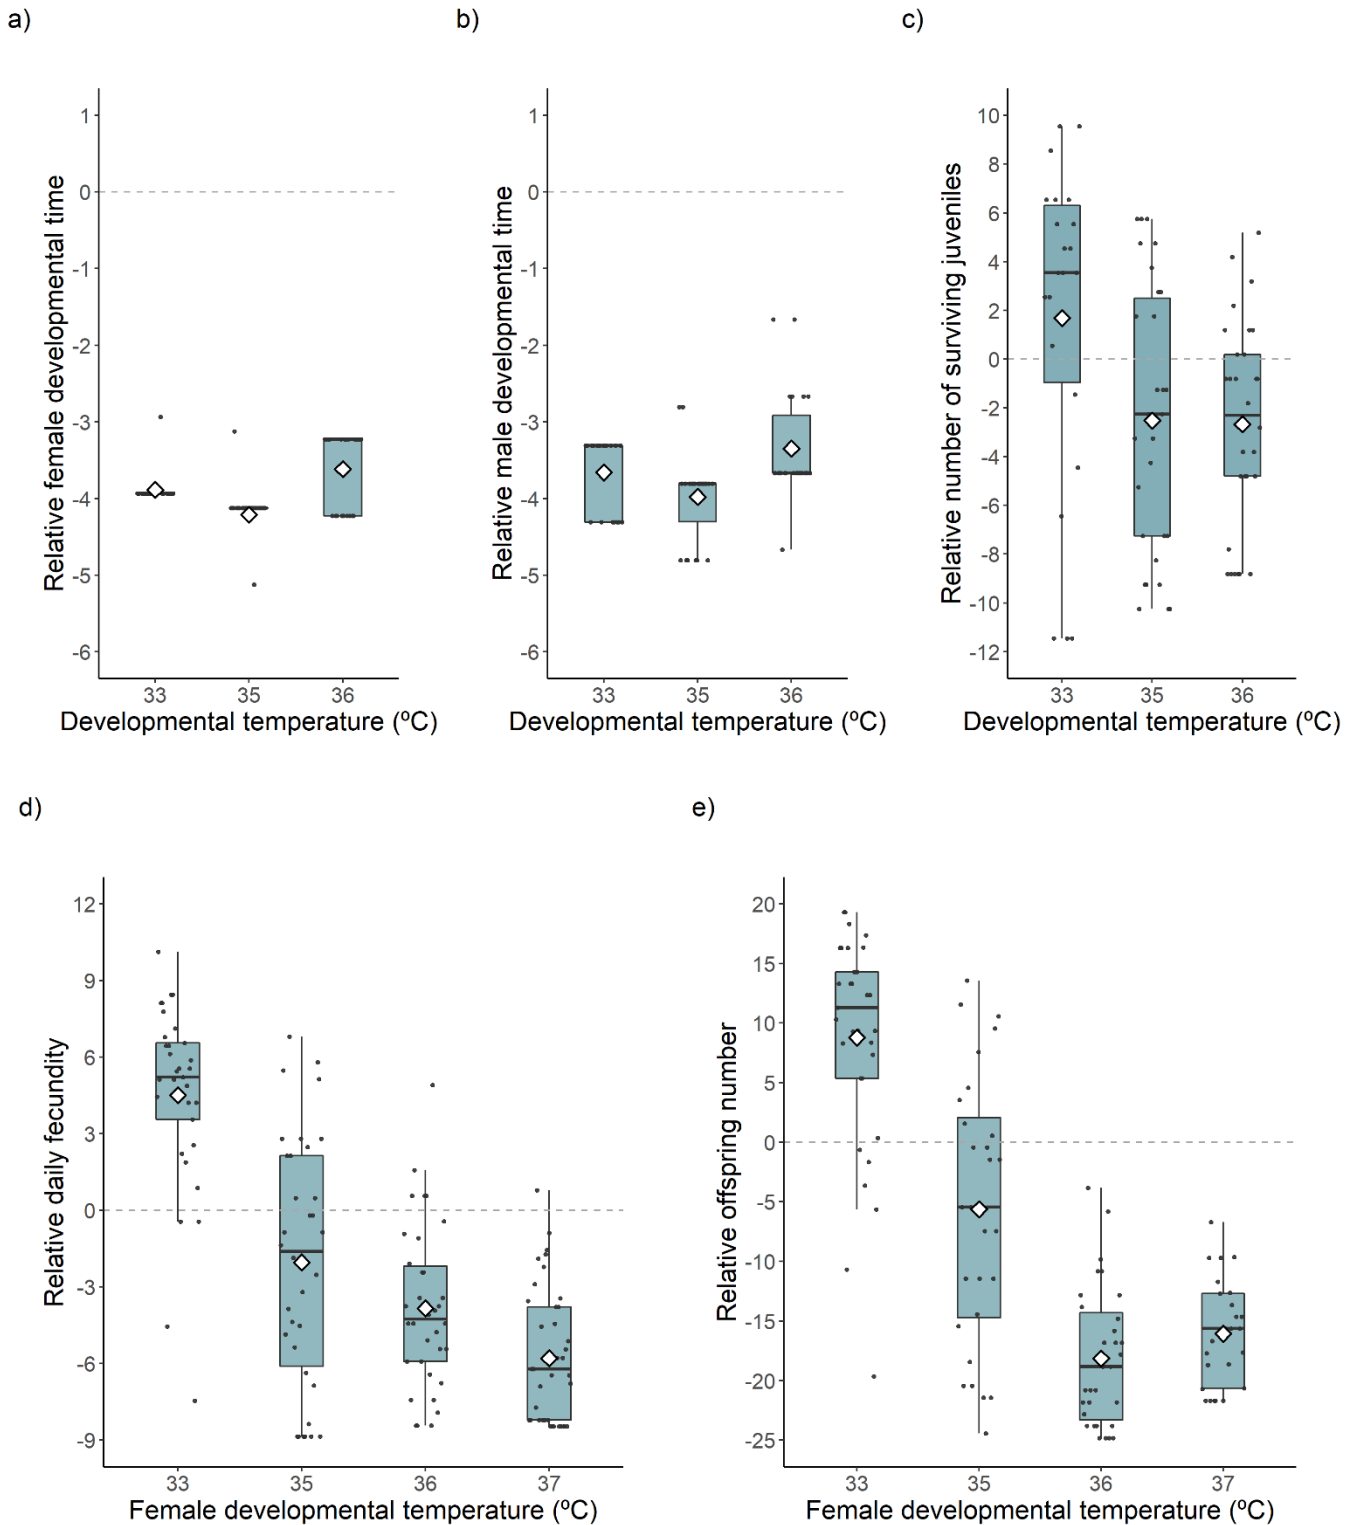 a)
Relative female developmental time
1
0
-1
-2
-3
-4
-5
-6
33 35 36
Developmental temperature (ºC)
b)
Relative male developmental time
1
0
-1
-2
-3
-4
-5
-6
33 35 36
Developmental temperature (ºC)
c)
Relative number of surviving juveniles
10
8
6
4
2
0
-2
-4
-6
-8
-10
-12
33 35 36
Developmental temperature (ºC)
d)
Relative daily fecundity
12
9
6
3
0
-3
-6
-9
33 35 36 37
Female developmental temperature (ºC)
e)
Relative offspring number
20
15
10
5
0
-5
-10
-15
-20
-25
33 35 36 37
Female developmental temperature (ºC)